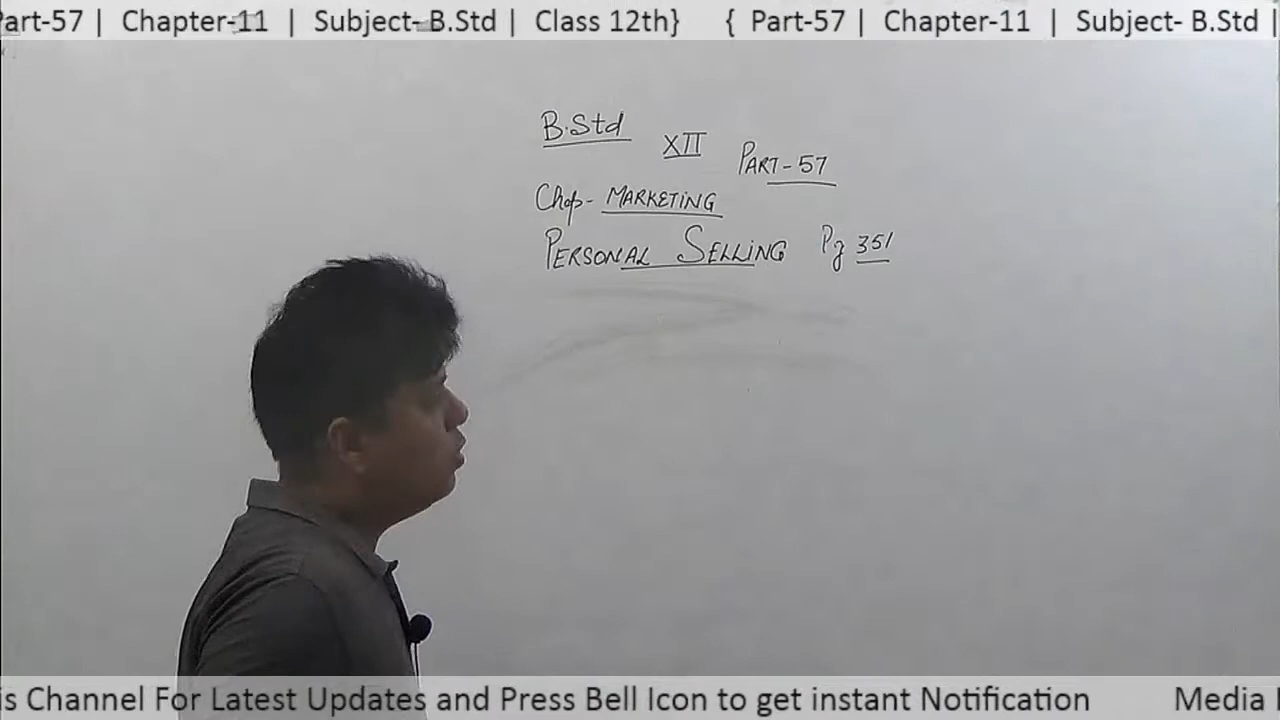 Part-57 | Chapter-11 | Subject- B.Std | Class 12th} { Part-57 | Chapter-11 | Subject- B.Std |
B.Std XII PART-57
Chap- MARKETING
PERSONAL SELLING Pg 351
is Channel For Latest Updates and Press Bell Icon to get instant Notification Media